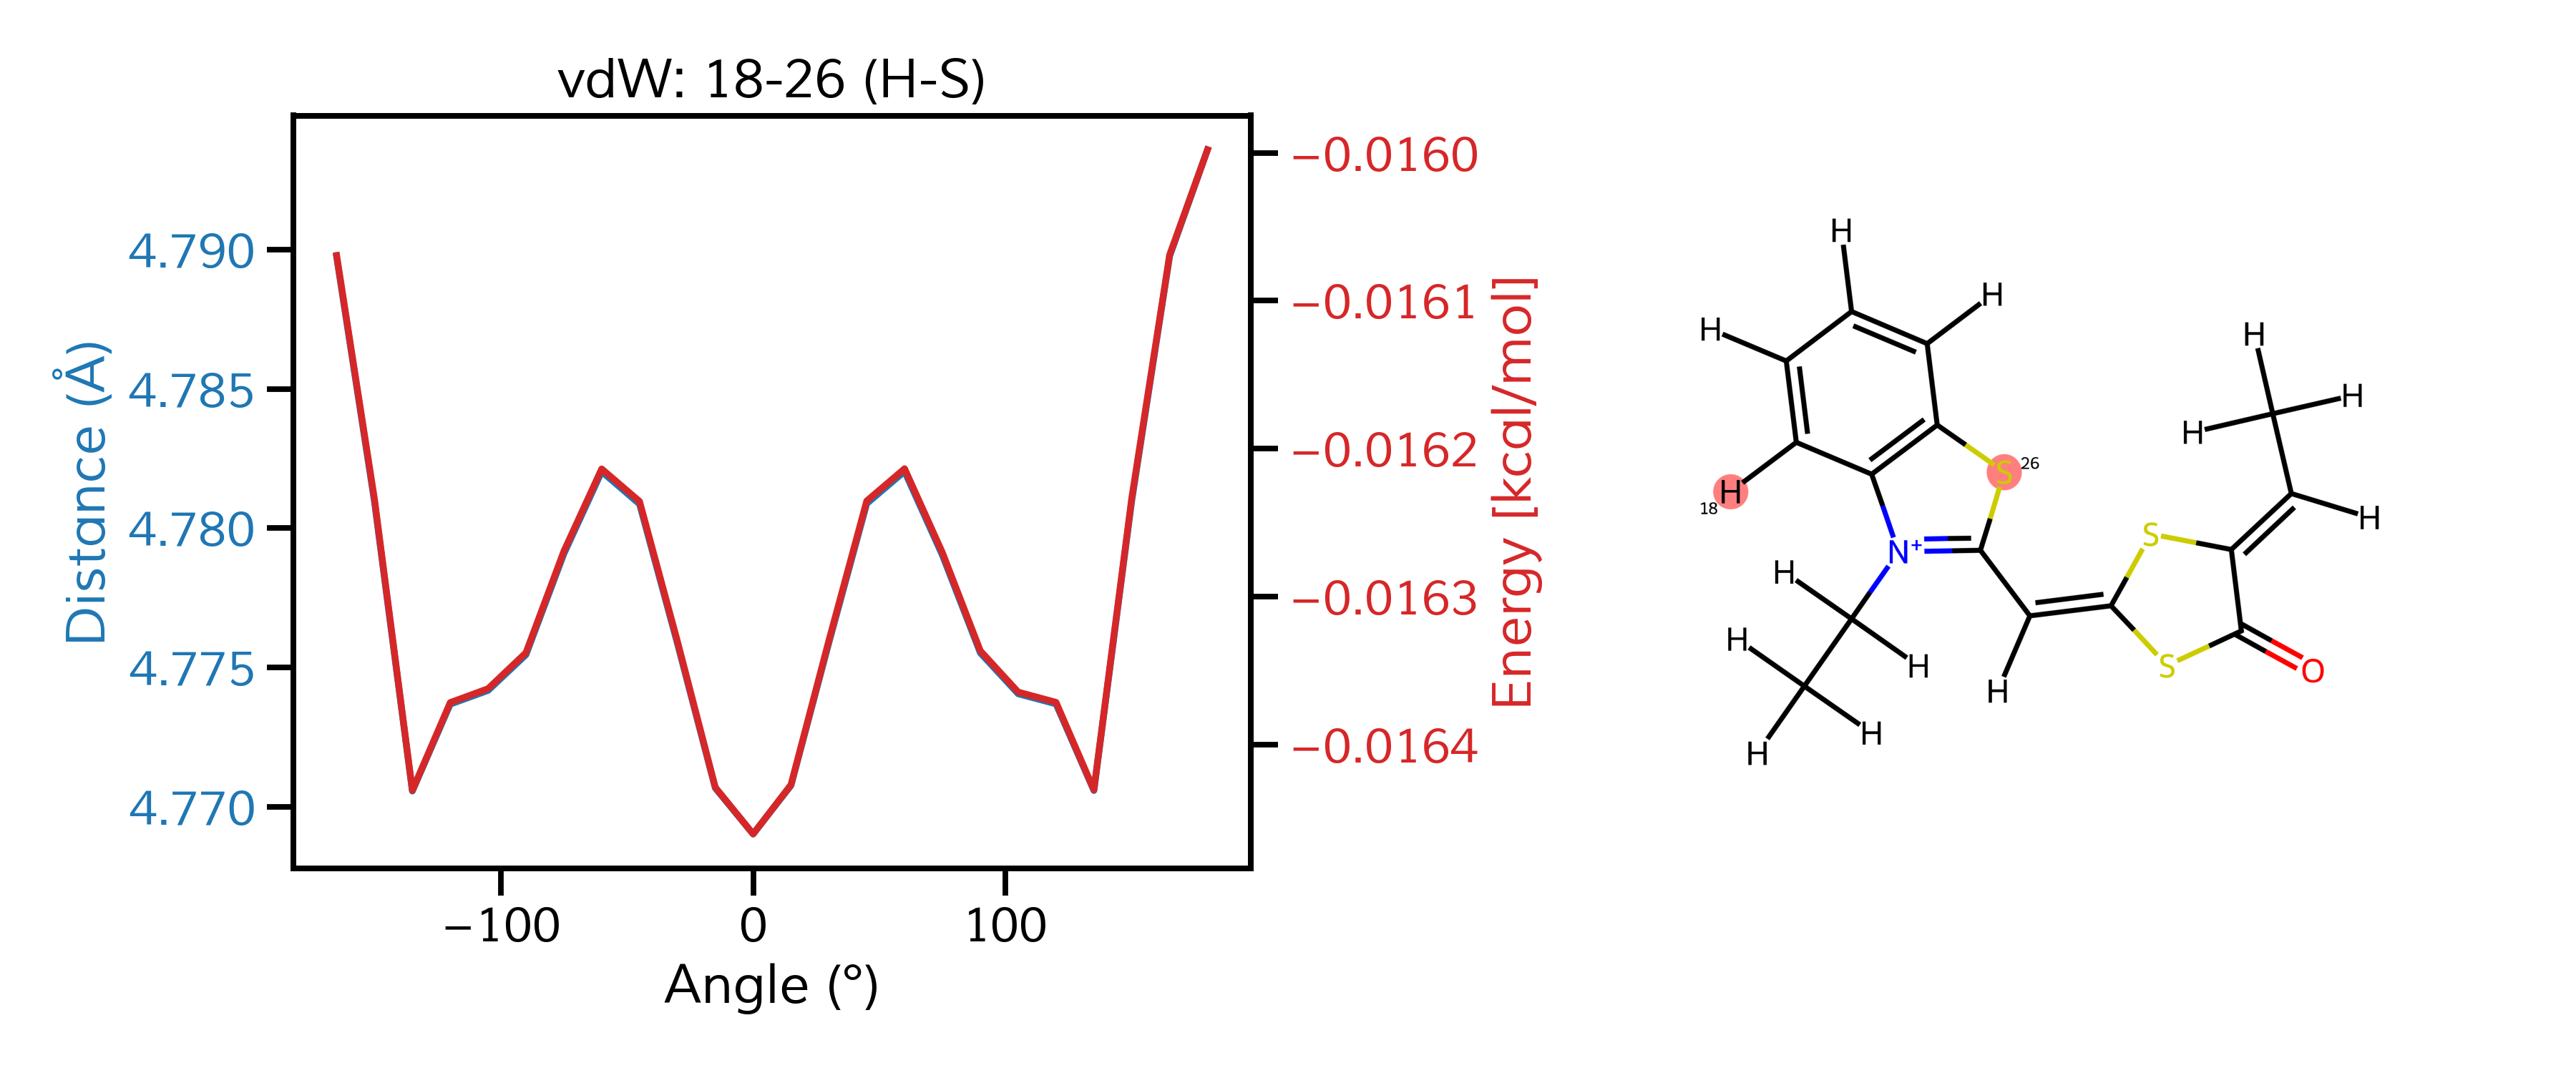 vdW: 18-26 (H-S)
Distance (Å)
4.790
4.785
4.780
4.775
4.770
−100
0
100
Angle (°)
−0.0160
−0.0161
−0.0162
−0.0163
−0.0164
Energy [kcal/mol]
H
H
H
H
18
S
26
N+
H
H
H
H
H
H
S
S
O
H
H
H
H